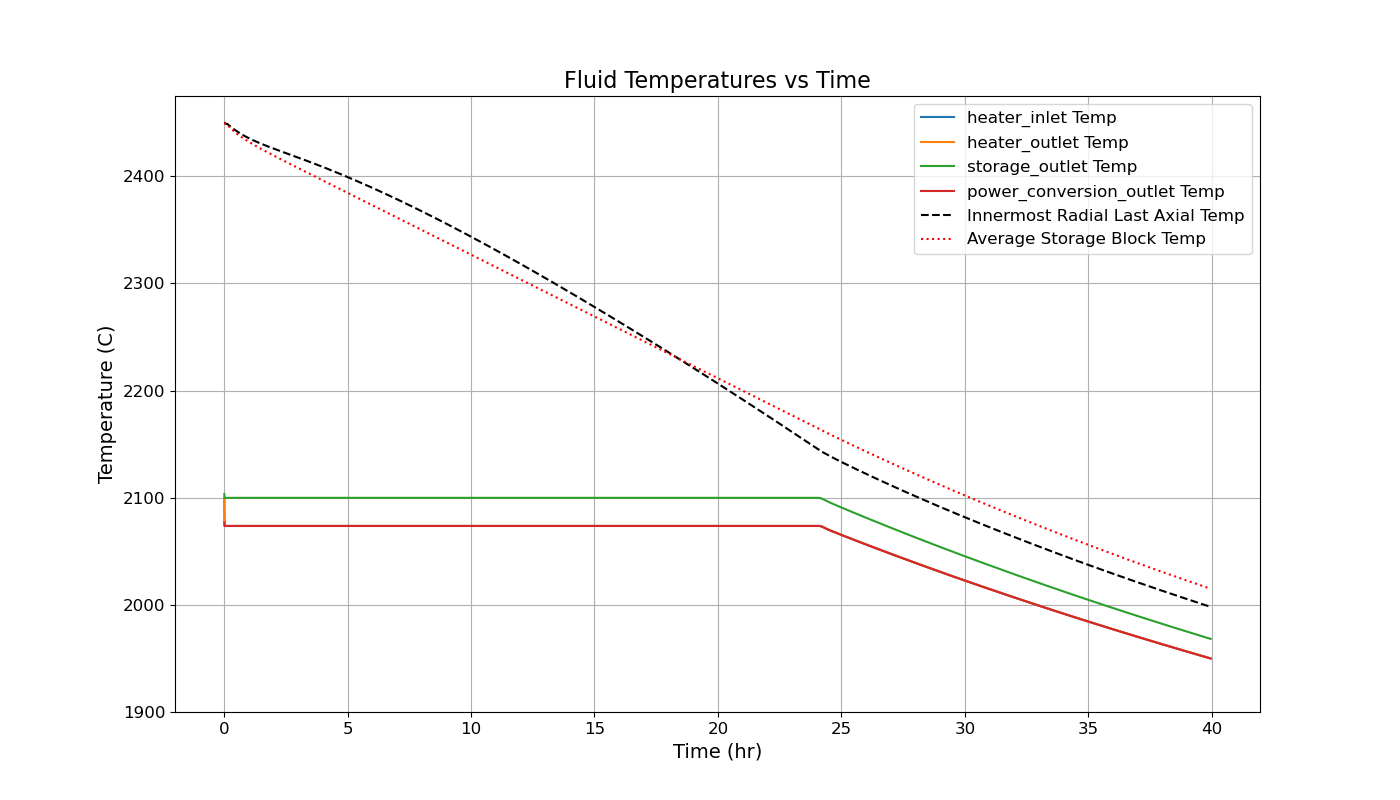 Fluid Temperatures vs Time
heater_inlet Temp
heater_outlet Temp
storage_outlet Temp
power_conversion_outlet Temp
Innermost Radial Last Axial Temp
Average Storage Block Temp
Temperature (C)
2400
2300
2200
2100
2000
1900
0 5 10 15 20 25 30 35 40
Time (hr)